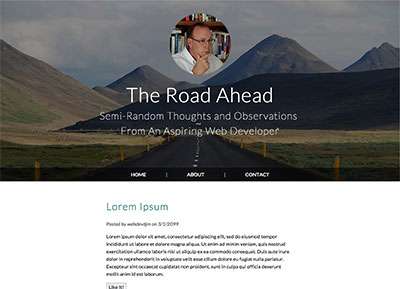 The Road Ahead
Semi-Random Thoughts and Observations
From An Aspiring Web Developer
HOME | ABOUT | CONTACT
Lorem Ipsum
Posted by webdevdjm on 3/1/2099
Lorem ipsum dolor sit amet, consectetur adipiscing elit, sed do eiusmod tempor
incididunt ut labore et dolore magna aliqua. Ut enim ad minim veniam, quis nostrud
exercitation ullamco laboris nisi ut aliquip ex ea commodo consequat. Duis aute irure
dolor in reprehenderit in voluptate velit esse cillum dolore eu fugiat nulla pariatur.
Excepteur sint occaecat cupidatat non proident, sunt in culpa qui officia deserunt
mollit anim id est laborum.
Like It!